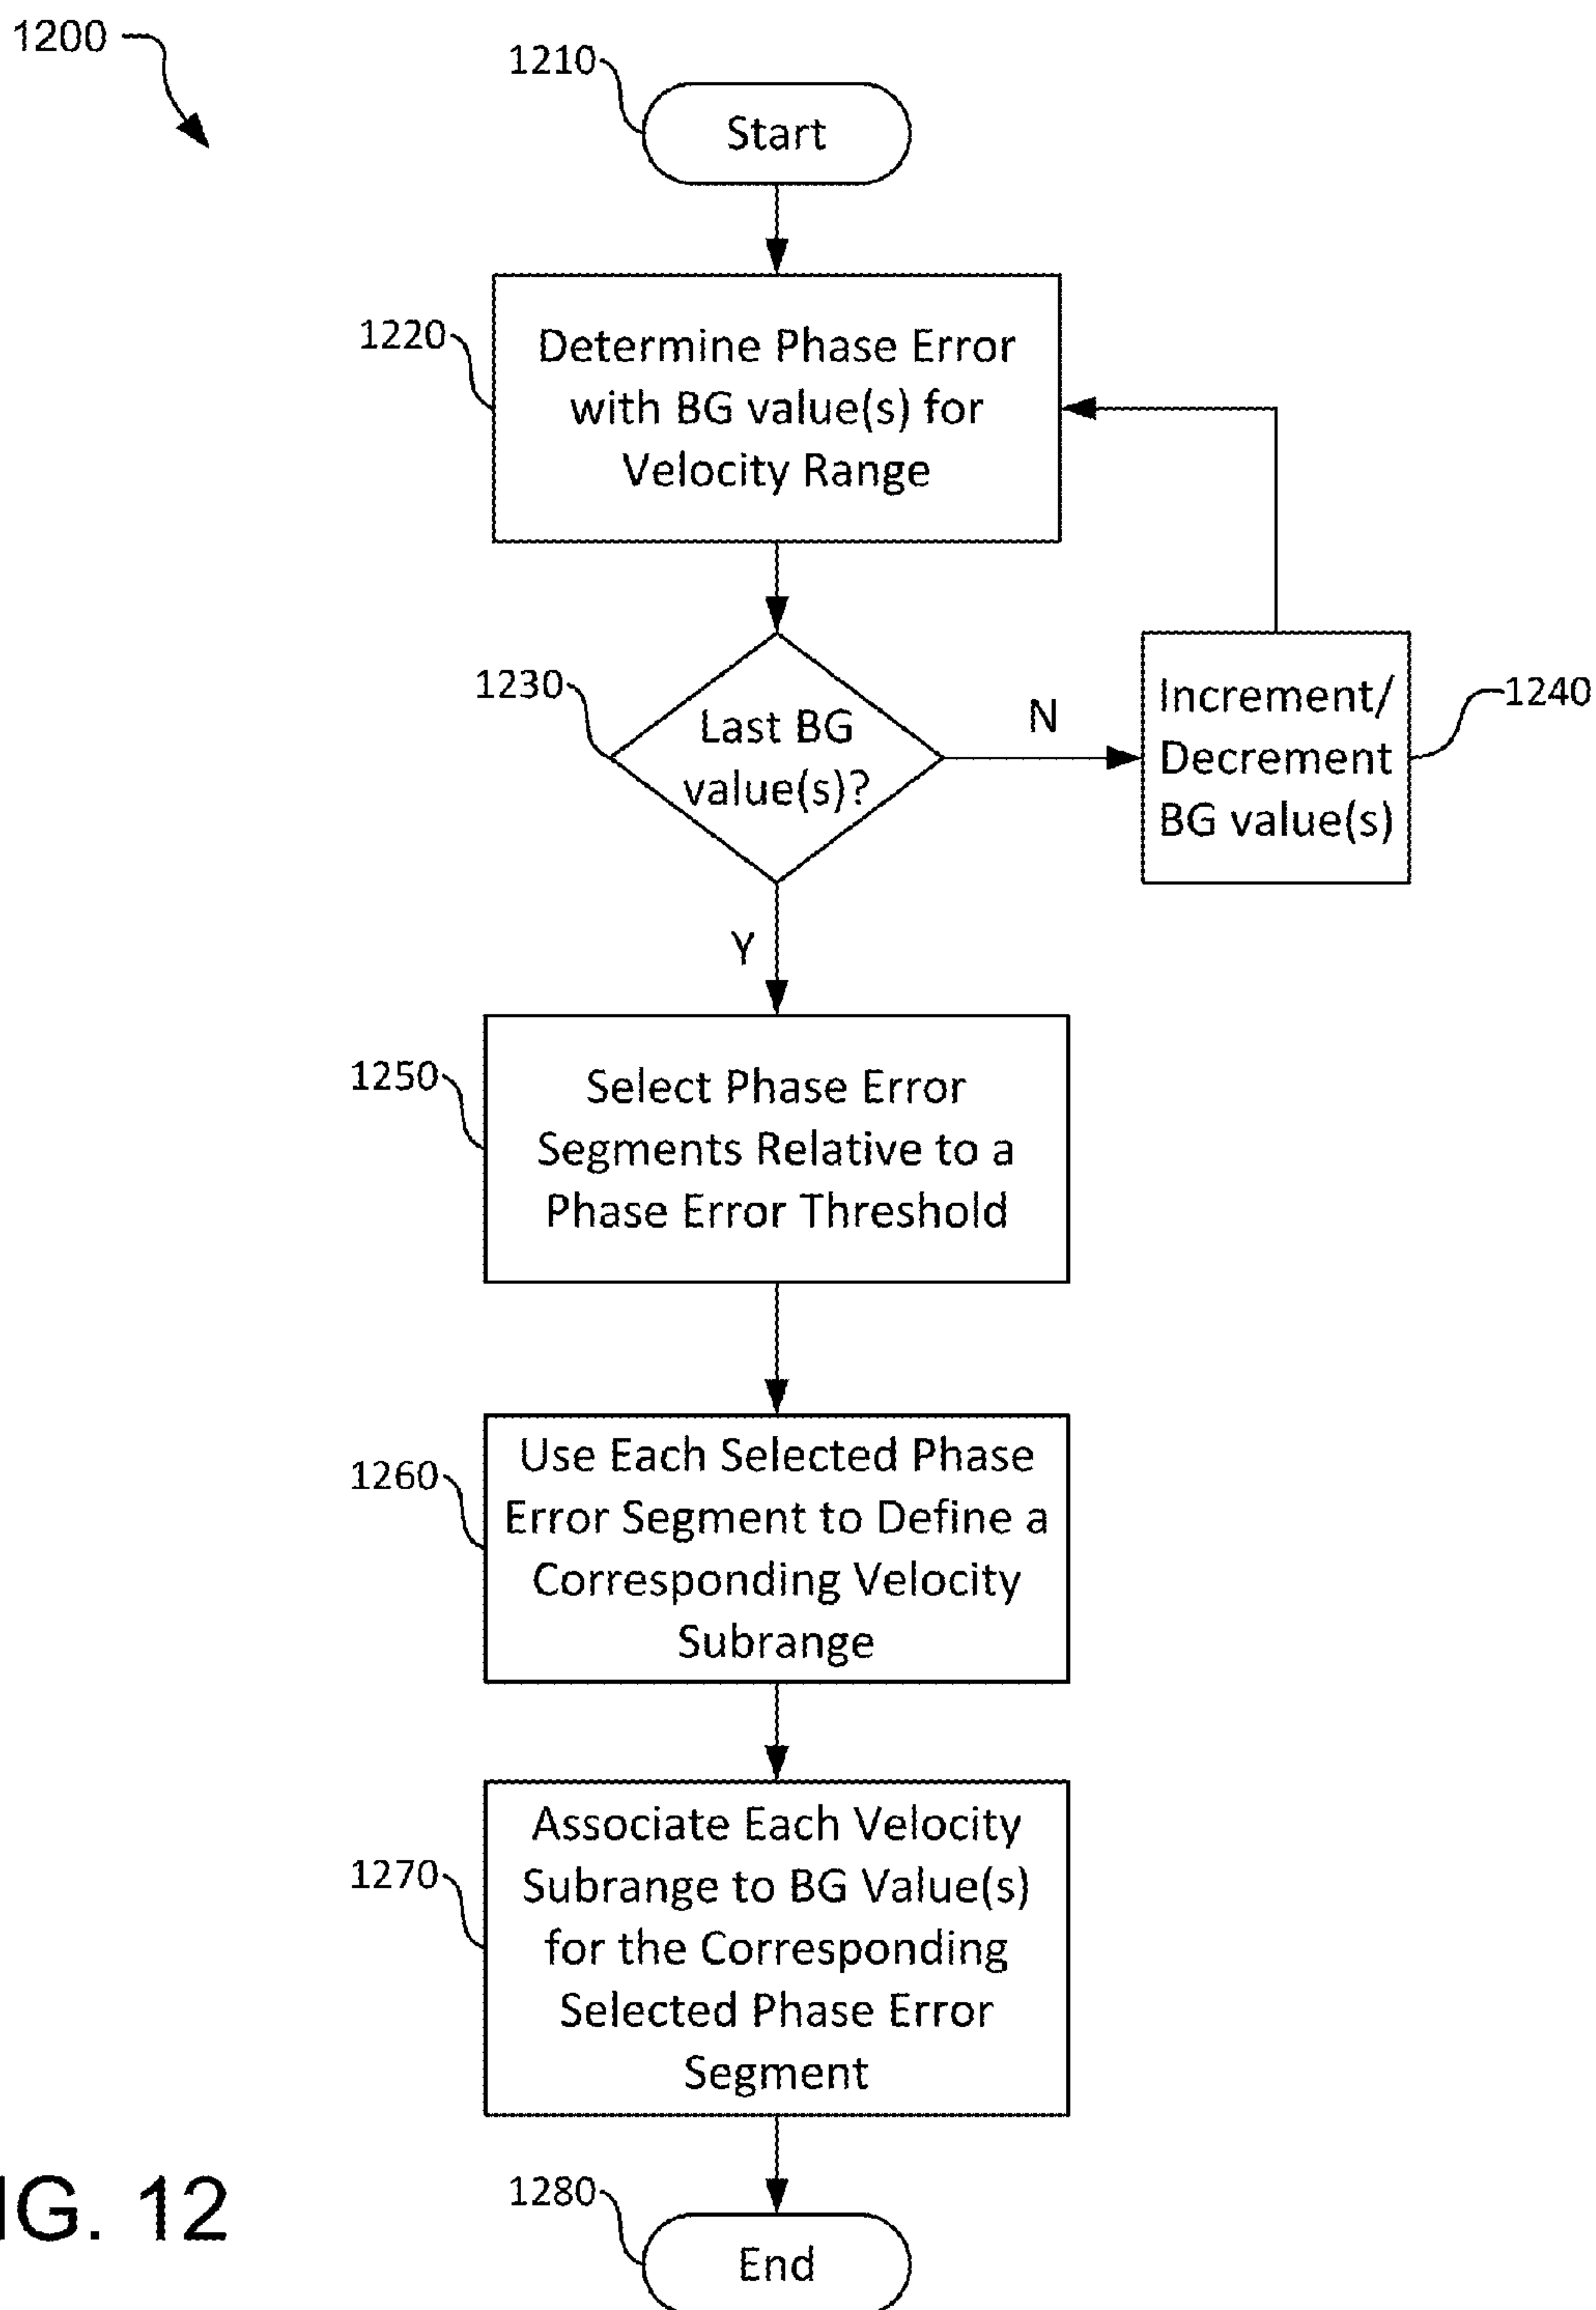 1200
1210
Start
1220
Determine Phase Error
with BG value(s) for
Velocity Range
1230
Last BG
value(s)?
N
Increment/
Decrement
BG value(s)
1240
Y
1250
Select Phase Error
Segments Relative to a
Phase Error Threshold
1260
Use Each Selected Phase
Error Segment to Define a
Corresponding Velocity
Subrange
1270
Associate Each Velocity
Subrange to BG Value(s)
for the Corresponding
Selected Phase Error
Segment
1280
End
IG. 12